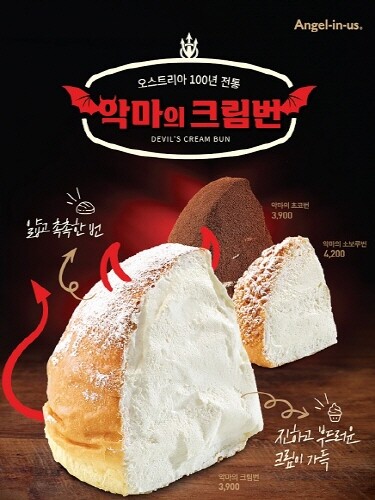 Angel-in-us®
오스트리아 100년 전통
악마의 크림번
DEVIL'S CREAM BUN
얇고 촉촉한 번
악마의 초코번
3,900
악마의 소보루번
4,200
진하고 부드러운
크림이 가득
악마의 크림번
3,900